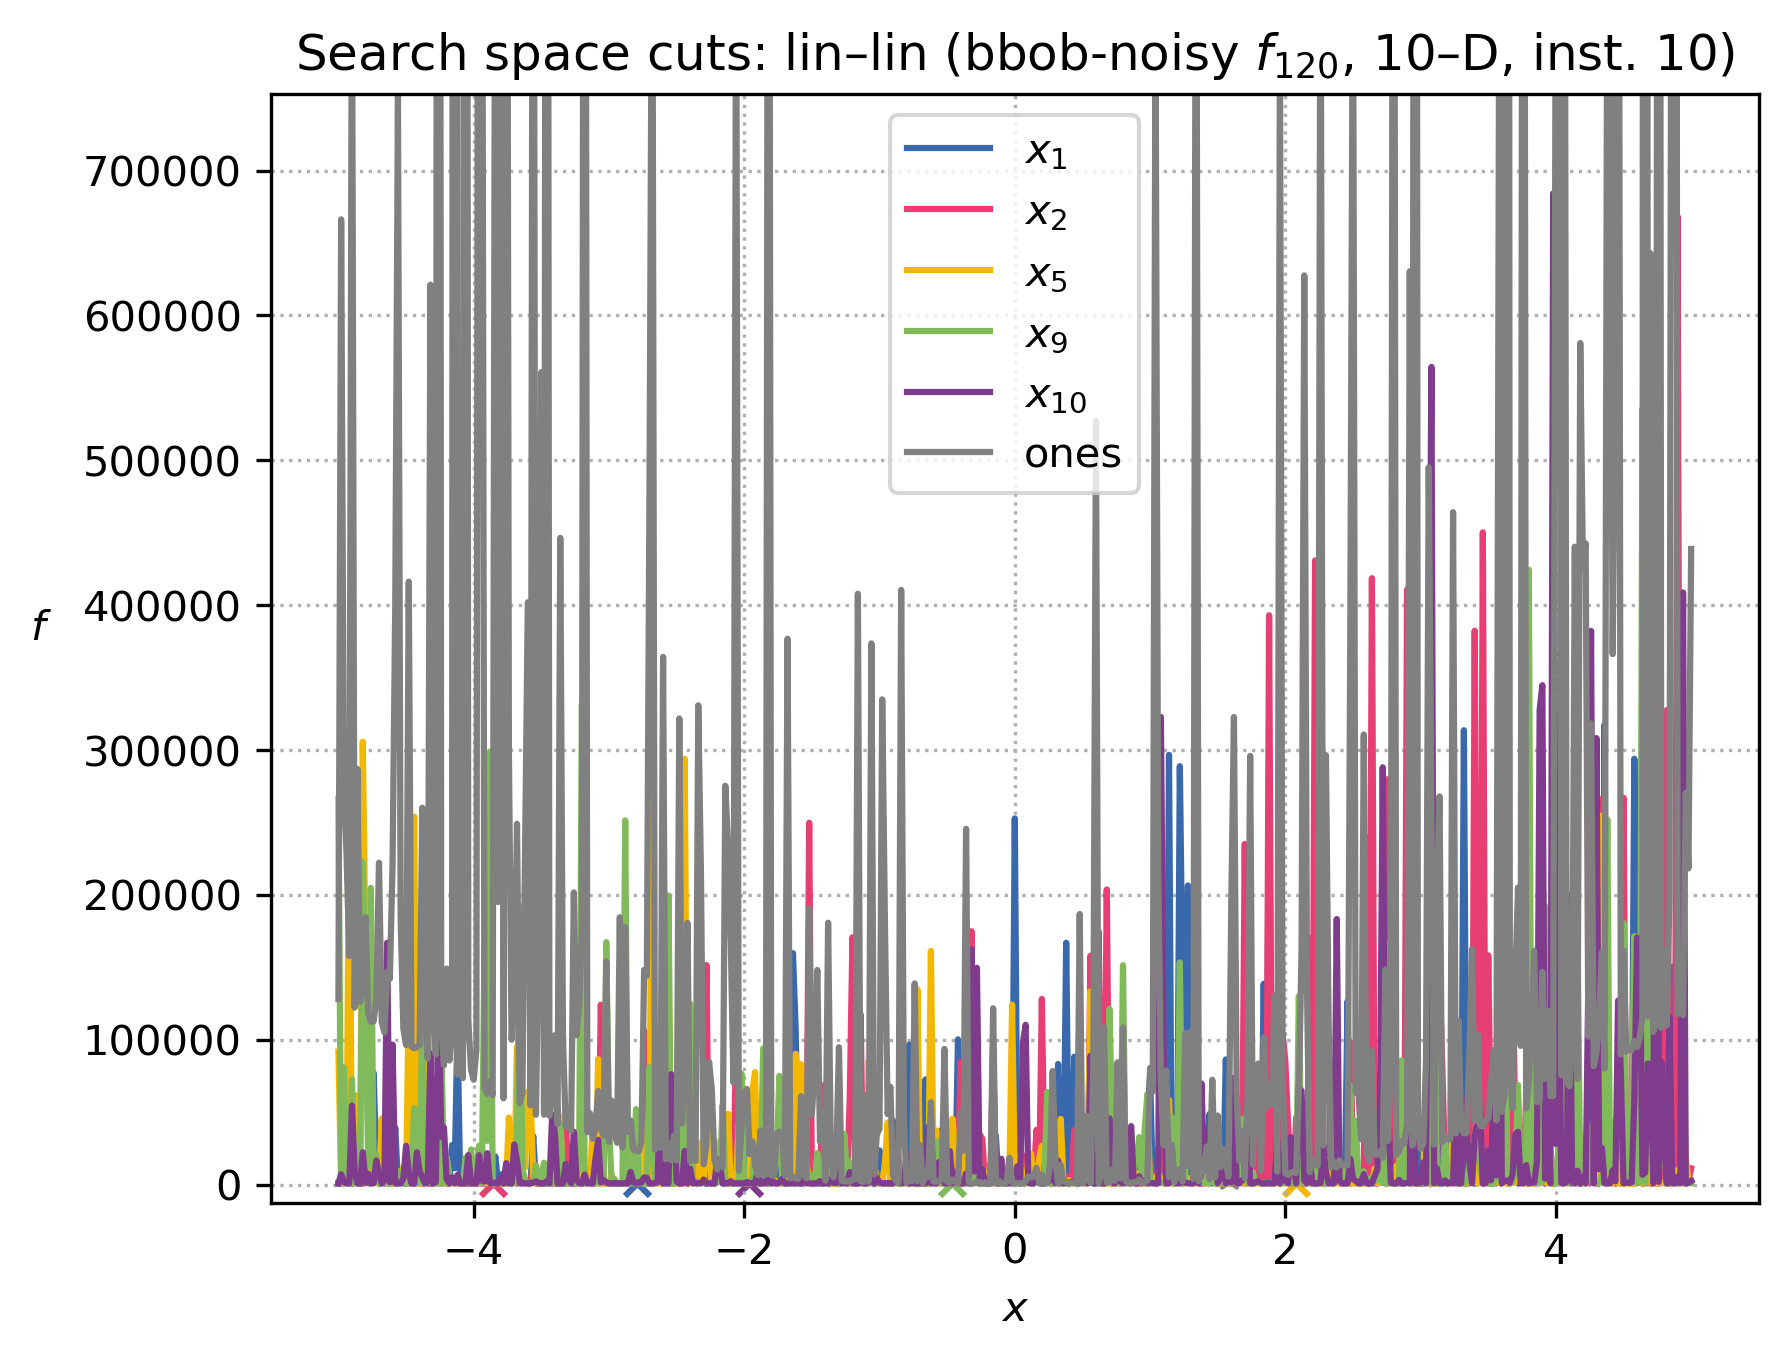 Search space cuts: lin–lin (bbob-noisy f₁₂₀, 10–D, inst. 10)
700000
600000
500000
400000
300000
200000
100000
0
f
x₁
x₂
x₅
x₉
x₁₀
ones
−4 −2 0 2 4
x